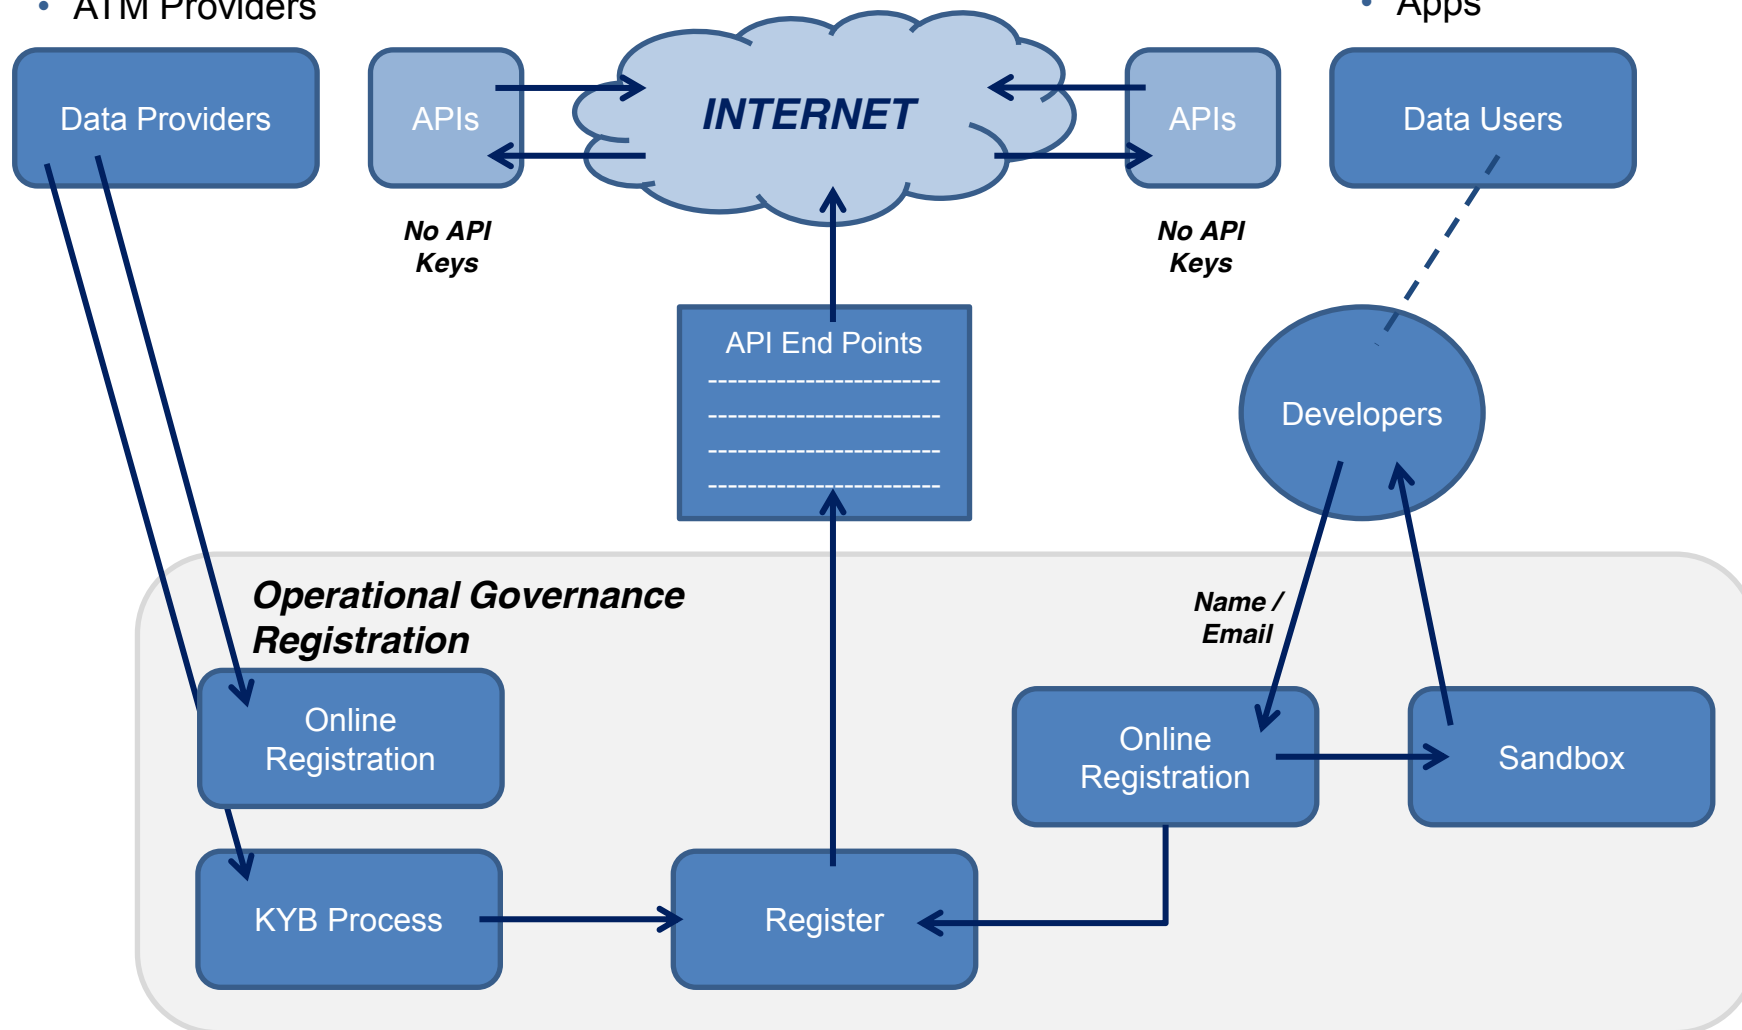 • ATM Providers
• Apps
Data Providers
APIs
INTERNET
APIs
Data Users
No API
Keys
No API
Keys
API End Points
Developers
Operational Governance
Registration
Name /
Email
Online
Registration
Online
Registration
Sandbox
KYB Process
Register